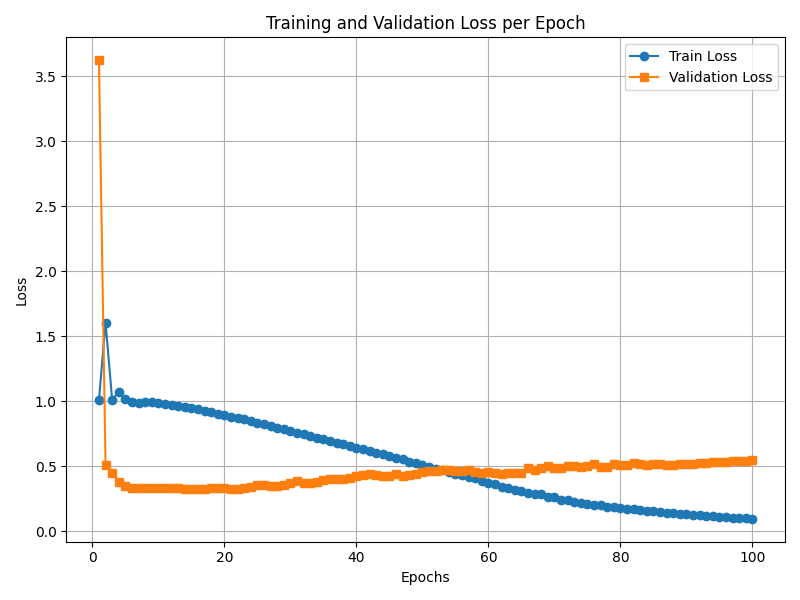 Training and Validation Loss per Epoch
Train Loss
Validation Loss
3.5
3.0
2.5
2.0
1.5
1.0
0.5
0.0
Loss
0 20 40 60 80 100
Epochs